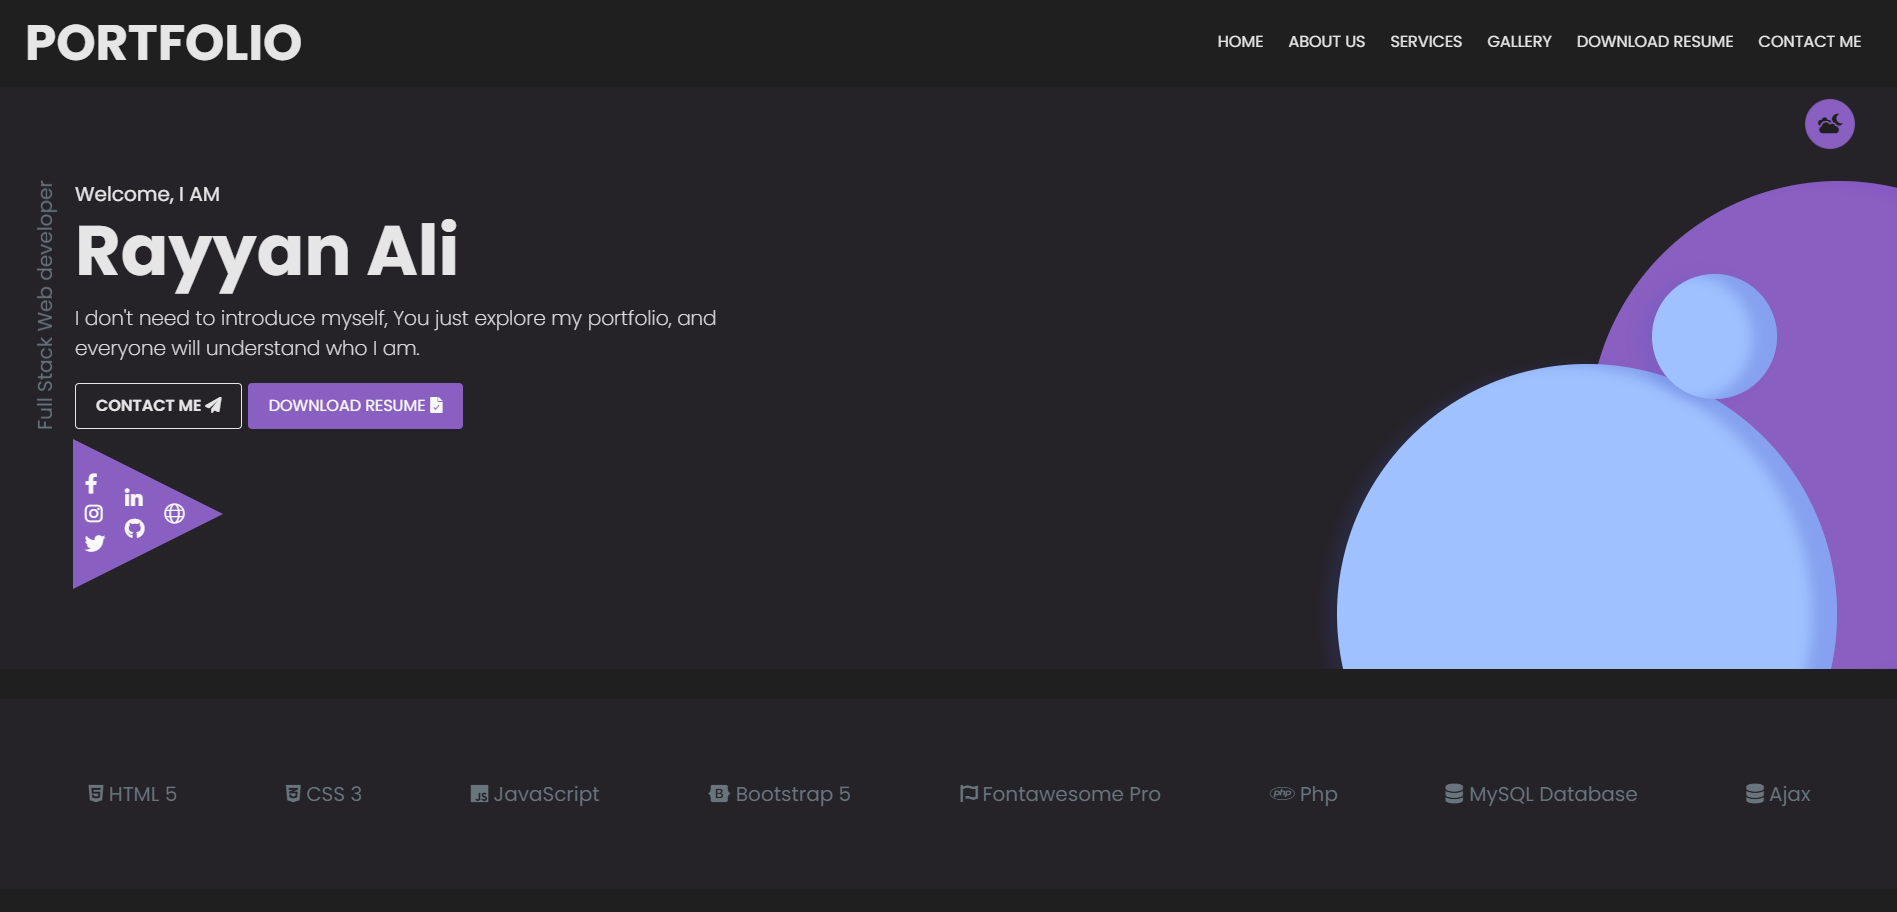 PORTFOLIO
HOME ABOUT US SERVICES GALLERY DOWNLOAD RESUME CONTACT ME
Full Stack Web developer
Welcome, I AM
Rayyan Ali
I don't need to introduce myself, You just explore my portfolio, and
everyone will understand who I am.
CONTACT ME
DOWNLOAD RESUME
HTML 5 CSS 3 JavaScript Bootstrap 5 Fontawesome Pro Php MySQL Database Ajax